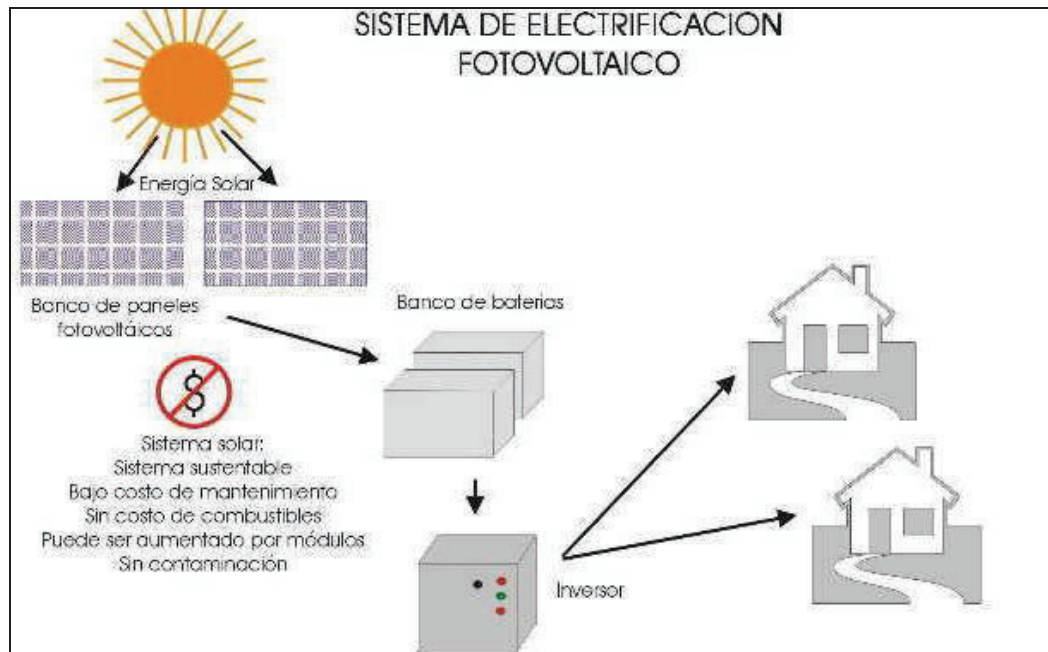 SISTEMA DE ELECTRIFICACION
FOTOVOLTAICO
Energía Solar
Banco de paneles
fotovoltáicos
Banco de baterias
Sistema solar:
Sistema sustentable
Bajo costo de mantenimiento
Sin costo de combustibles
Puede ser aumentado por módulos
Sin contaminación
Inversor